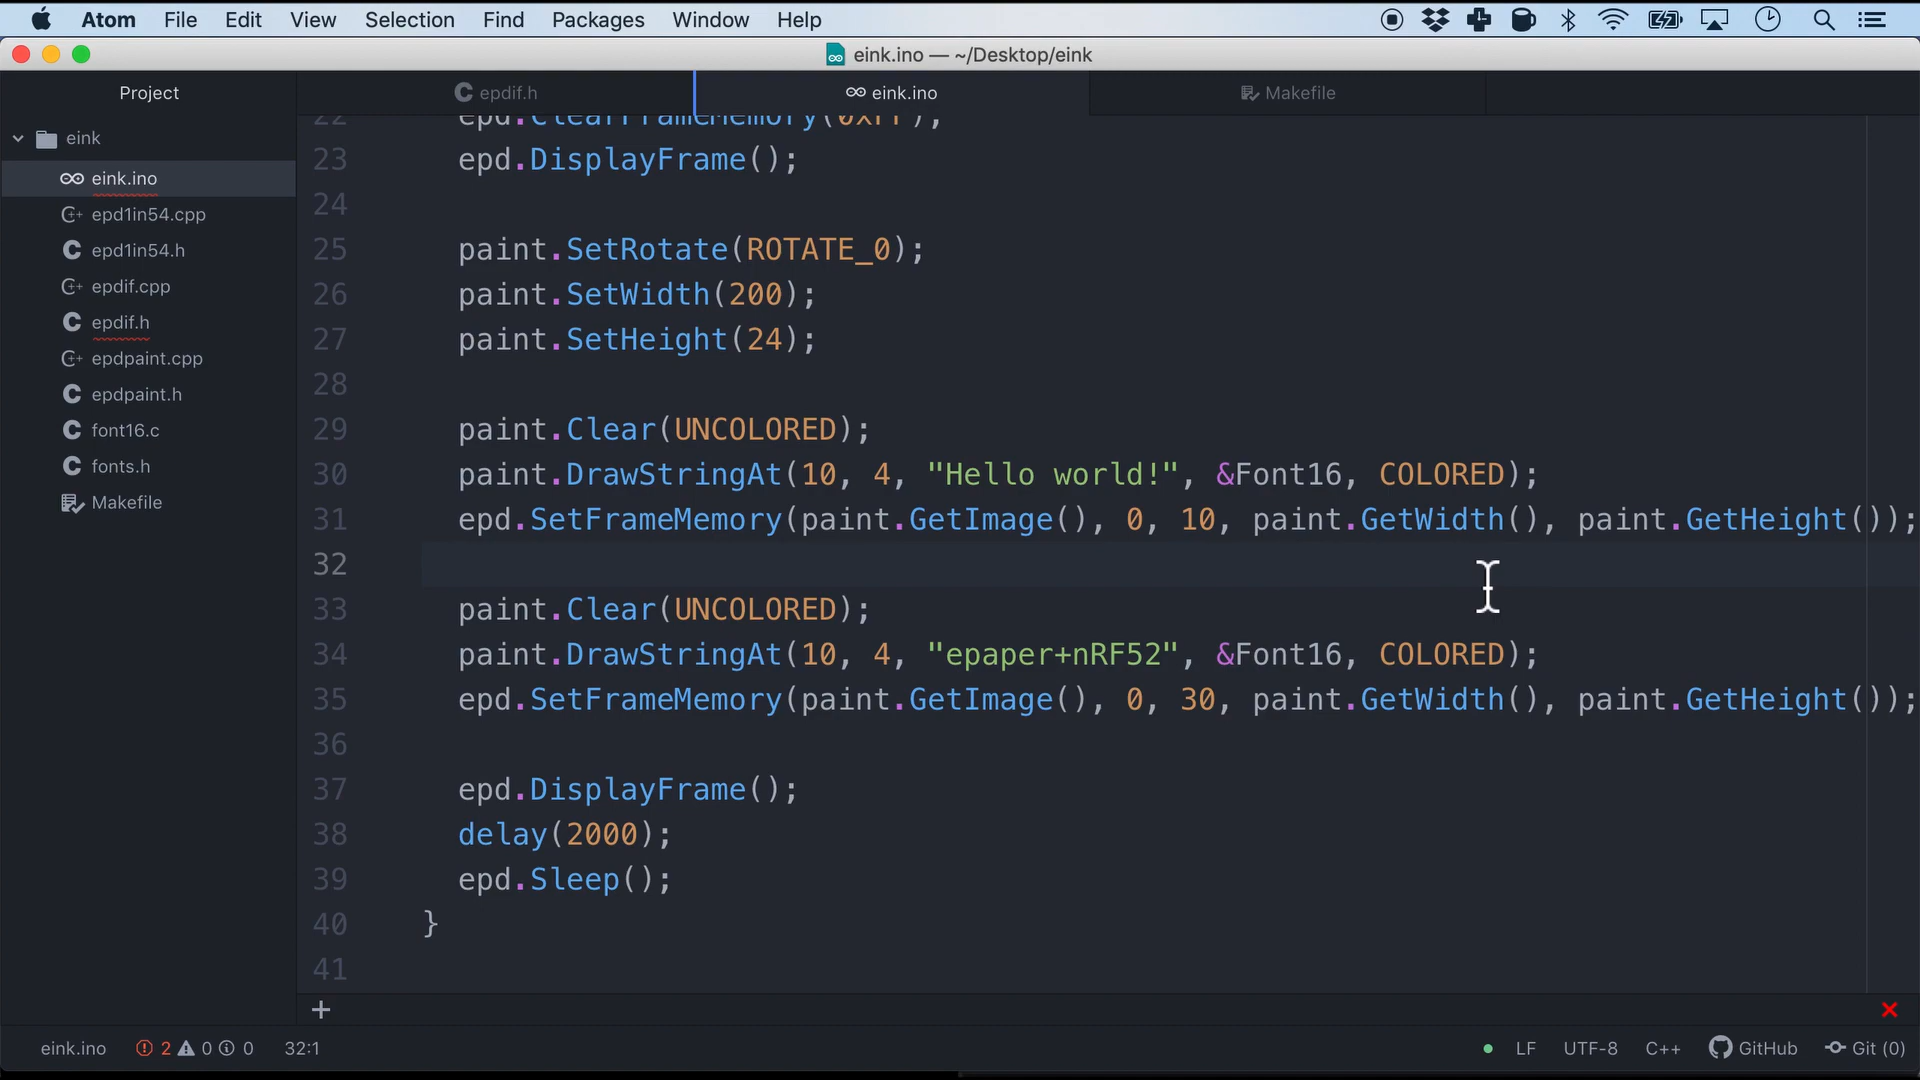 Atom File Edit View Selection Find Packages Window Help
eink.ino — ~/Desktop/eink
Project
epdif.h eink.ino Makefile
eink
eink.ino
epd1in54.cpp
epd1in54.h
epdif.cpp
epdif.h
epdpaint.cpp
epdpaint.h
font16.c
fonts.h
Makefile
22 epd.ClearFrameMemory(0xFF);
23 epd.DisplayFrame();
24
25 paint.SetRotate(ROTATE_0);
26 paint.SetWidth(200);
27 paint.SetHeight(24);
28
29 paint.Clear(UNCOLORED);
30 paint.DrawStringAt(10, 4, "Hello world!", &Font16, COLORED);
31 epd.SetFrameMemory(paint.GetImage(), 0, 10, paint.GetWidth(), paint.GetHeight());
32
33 paint.Clear(UNCOLORED);
34 paint.DrawStringAt(10, 4, "epaper+nRF52", &Font16, COLORED);
35 epd.SetFrameMemory(paint.GetImage(), 0, 30, paint.GetWidth(), paint.GetHeight());
36
37 epd.DisplayFrame();
38 delay(2000);
39 epd.Sleep();
40 }
41
eink.ino 2 0 0 32:1 LF UTF-8 C++ GitHub Git (0)